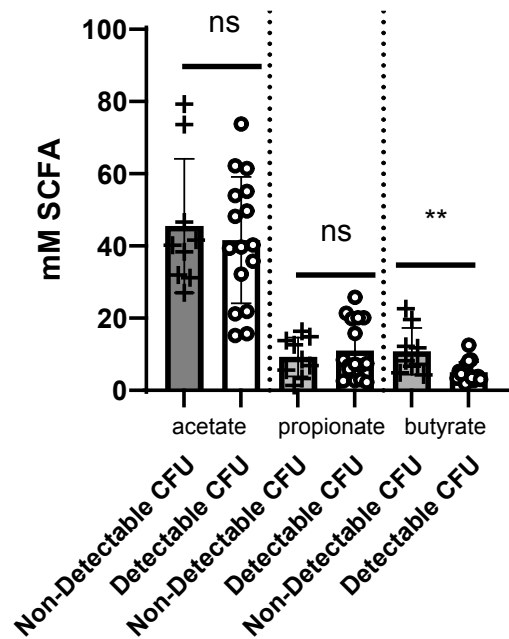 mM SCFA
100
80
60
40
20
0
ns
ns
**
acetate
propionate
butyrate
Non-Detectable CFU
Detectable CFU
Non-Detectable CFU
Detectable CFU
Non-Detectable CFU
Detectable CFU